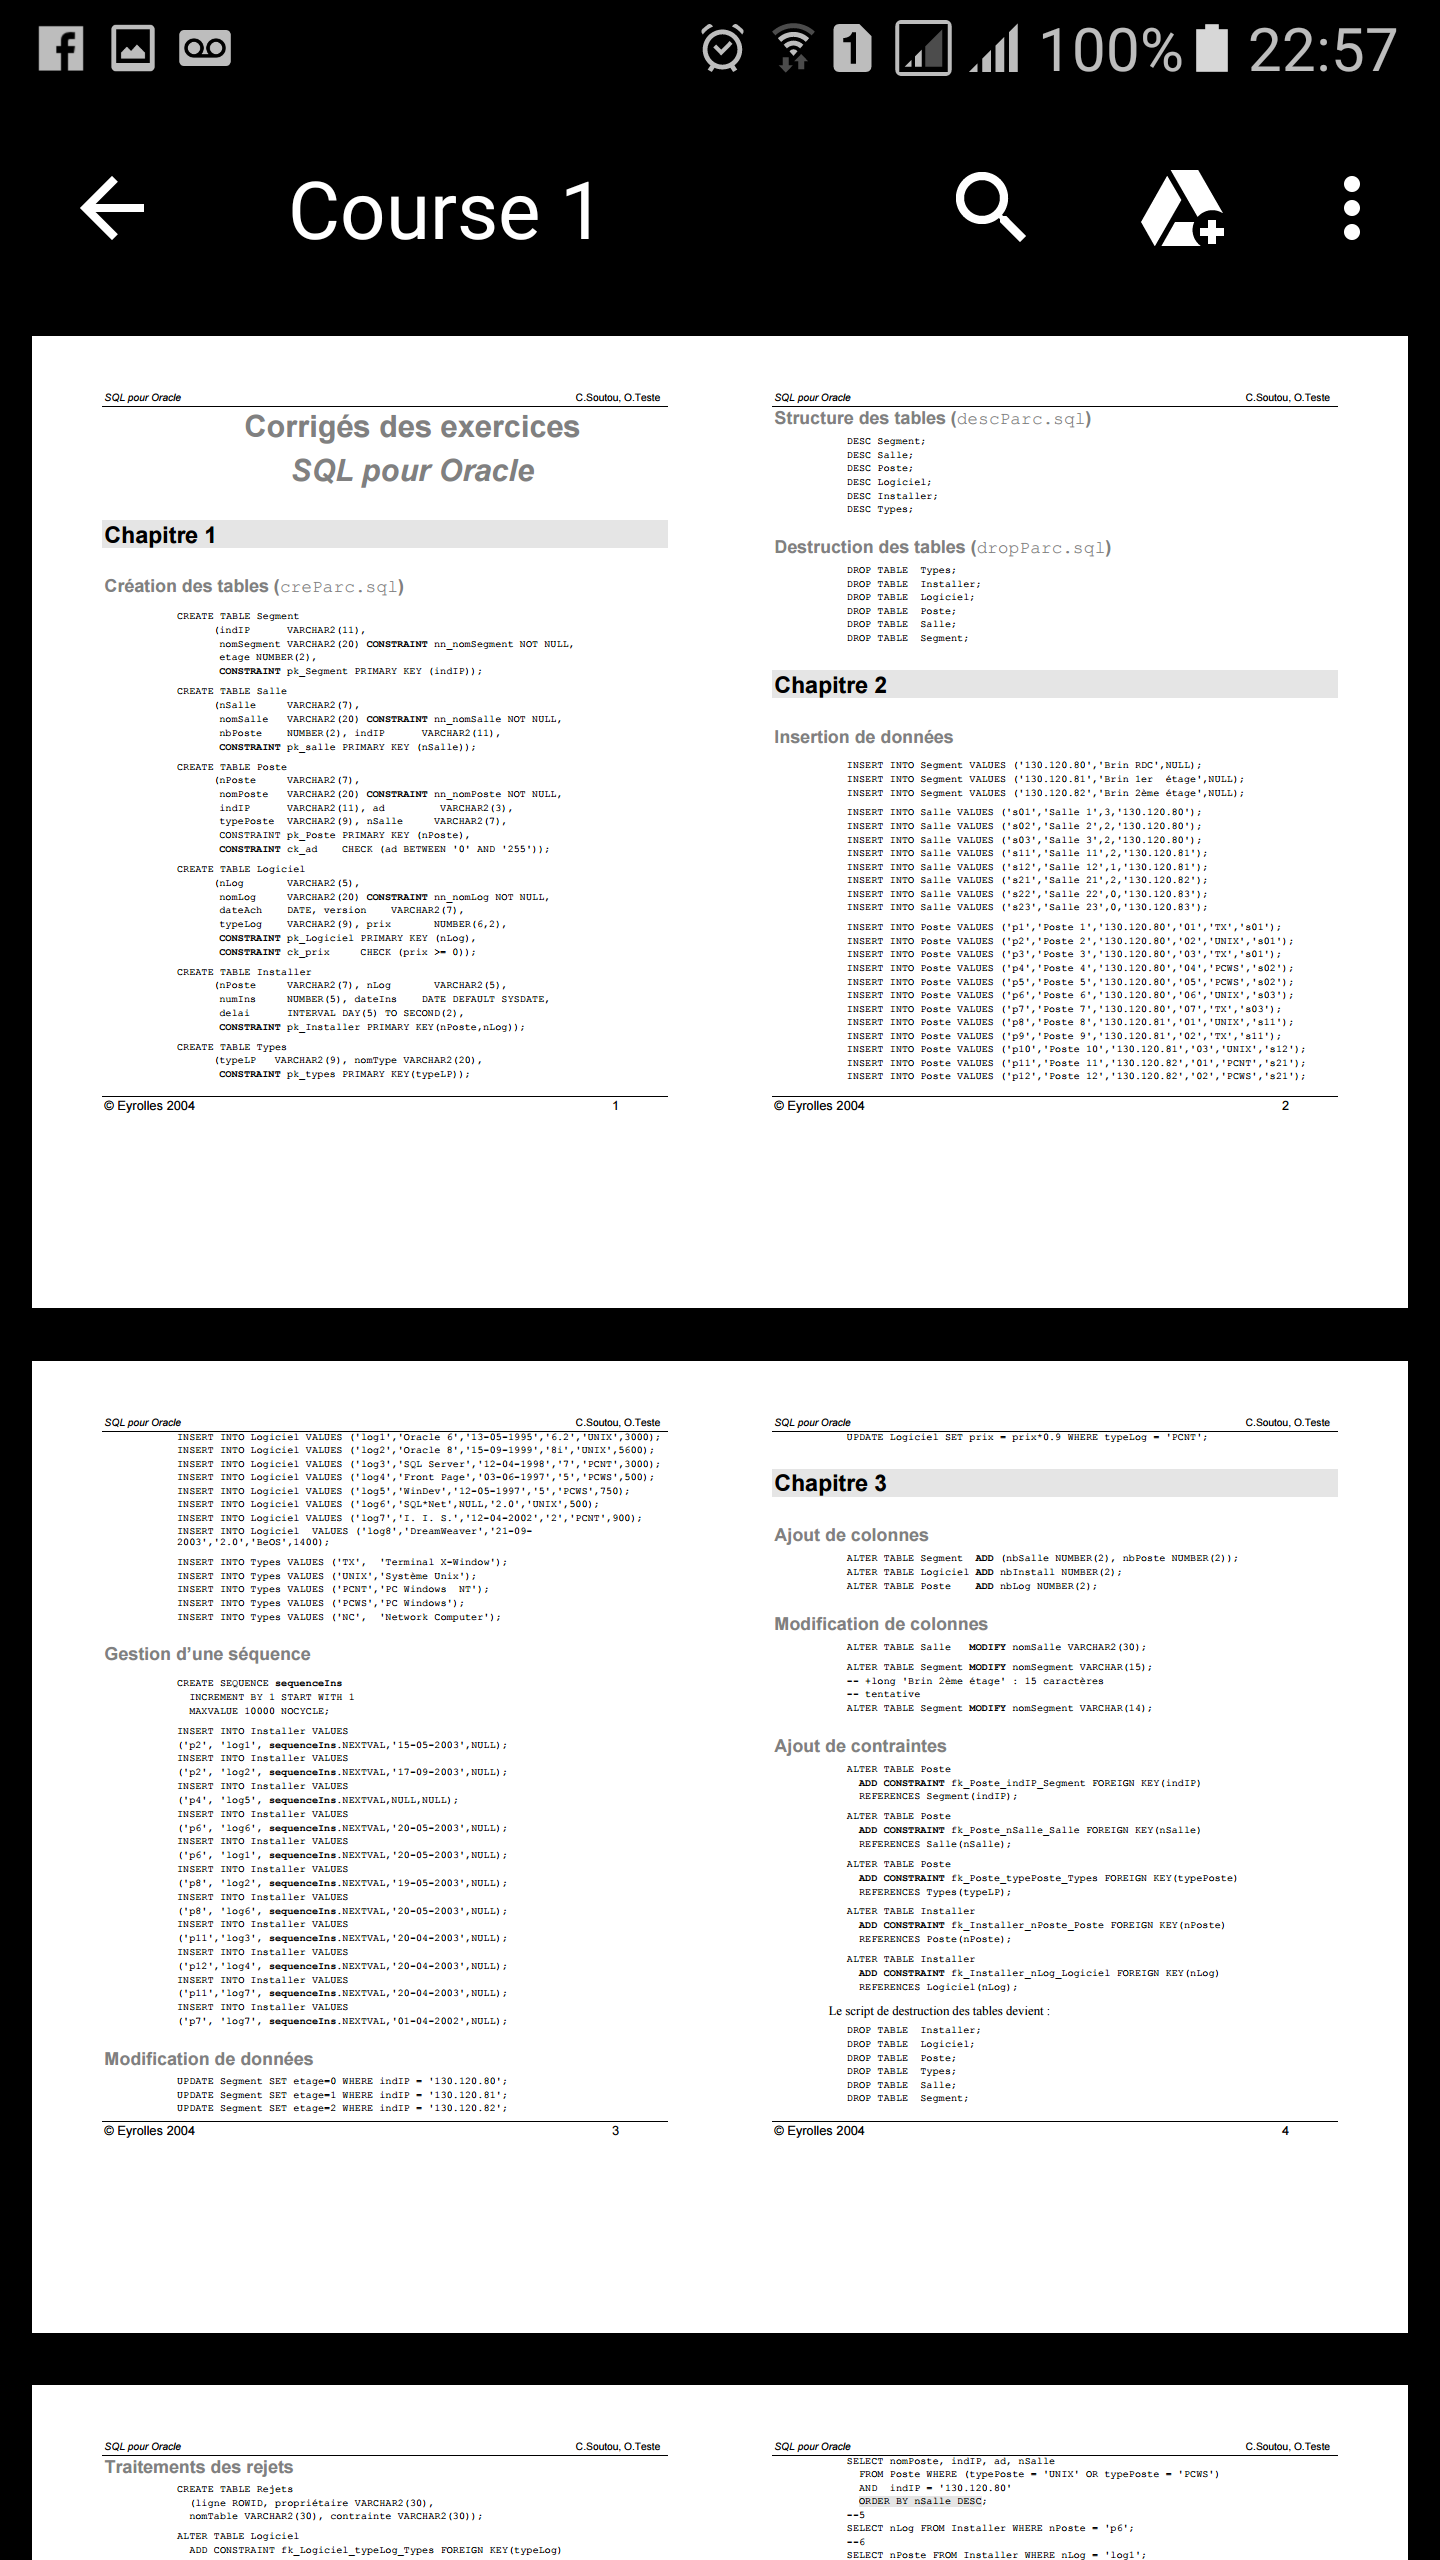 100% 22:57
Course 1
SQL pour Oracle C.Soutou, O.Teste
Corrigés des exercices
SQL pour Oracle
Chapitre 1
Création des tables (creParc.sql)
CREATE TABLE Segment
(indIP VARCHAR2(11),
nomSegment VARCHAR2(20) CONSTRAINT nn_nomSegment NOT NULL,
etage NUMBER(2),
CONSTRAINT pk_Segment PRIMARY KEY (indIP));
CREATE TABLE Salle
(nSalle VARCHAR2(7),
nomSalle VARCHAR2(20) CONSTRAINT nn_nomSalle NOT NULL,
nbPoste NUMBER(2), indIP VARCHAR2(11),
CONSTRAINT pk_salle PRIMARY KEY (nSalle));
CREATE TABLE Poste
(nPoste VARCHAR2(7),
nomPoste VARCHAR2(20) CONSTRAINT nn_nomPoste NOT NULL,
indIP VARCHAR2(11), ad VARCHAR2(3),
typePoste VARCHAR2(9), nSalle VARCHAR2(7),
CONSTRAINT pk_Poste PRIMARY KEY (nPoste),
CONSTRAINT ck_ad CHECK (ad BETWEEN '0' AND '255'));
CREATE TABLE Logiciel
(nLog VARCHAR2(5),
nomLog VARCHAR2(20) CONSTRAINT nn_nomLog NOT NULL,
dateAch DATE, version VARCHAR2(7),
typeLog VARCHAR2(9), prix NUMBER(6,2),
CONSTRAINT pk_Logiciel PRIMARY KEY (nLog),
CONSTRAINT ck_prix CHECK (prix >= 0));
CREATE TABLE Installer
(nPoste VARCHAR2(7), nLog VARCHAR2(5),
numIns NUMBER(5), dateIns DATE DEFAULT SYSDATE,
delai INTERVAL DAY(5) TO SECOND(2),
CONSTRAINT pk_Installer PRIMARY KEY(nPoste,nLog));
CREATE TABLE Types
(typeLP VARCHAR2(9), nomType VARCHAR2(20),
CONSTRAINT pk_types PRIMARY KEY(typeLP));
© Eyrolles 2004 1
SQL pour Oracle C.Soutou, O.Teste
Structure des tables (descParc.sql)
DESC Segment;
DESC Salle;
DESC Poste;
DESC Logiciel;
DESC Installer;
DESC Types;
Destruction des tables (dropParc.sql)
DROP TABLE Types;
DROP TABLE Installer;
DROP TABLE Logiciel;
DROP TABLE Poste;
DROP TABLE Salle;
DROP TABLE Segment;
Chapitre 2
Insertion de données
INSERT INTO Segment VALUES ('130.120.80','Brin RDC',NULL);
INSERT INTO Segment VALUES ('130.120.81','Brin 1er étage',NULL);
INSERT INTO Segment VALUES ('130.120.82','Brin 2ème étage',NULL);
INSERT INTO Salle VALUES ('s01','Salle 1',3,'130.120.80');
INSERT INTO Salle VALUES ('s02','Salle 2',2,'130.120.80');
INSERT INTO Salle VALUES ('s03','Salle 3',2,'130.120.80');
INSERT INTO Salle VALUES ('s11','Salle 11',2,'130.120.81');
INSERT INTO Salle VALUES ('s12','Salle 12',1,'130.120.81');
INSERT INTO Salle VALUES ('s21','Salle 21',2,'130.120.82');
INSERT INTO Salle VALUES ('s22','Salle 22',0,'130.120.83');
INSERT INTO Salle VALUES ('s23','Salle 23',0,'130.120.83');
INSERT INTO Poste VALUES ('p1','Poste 1','130.120.80','01','TX','s01');
INSERT INTO Poste VALUES ('p2','Poste 2','130.120.80','02','UNIX','s01');
INSERT INTO Poste VALUES ('p3','Poste 3','130.120.80','03','TX','s01');
INSERT INTO Poste VALUES ('p4','Poste 4','130.120.80','04','PCWS','s02');
INSERT INTO Poste VALUES ('p5','Poste 5','130.120.80','05','PCWS','s02');
INSERT INTO Poste VALUES ('p6','Poste 6','130.120.80','06','UNIX','s03');
INSERT INTO Poste VALUES ('p7','Poste 7','130.120.80','07','TX','s03');
INSERT INTO Poste VALUES ('p8','Poste 8','130.120.81','01','UNIX','s11');
INSERT INTO Poste VALUES ('p9','Poste 9','130.120.81','02','TX','s11');
INSERT INTO Poste VALUES ('p10','Poste 10','130.120.81','03','UNIX','s12');
INSERT INTO Poste VALUES ('p11','Poste 11','130.120.82','01','PCNT','s21');
INSERT INTO Poste VALUES ('p12','Poste 12','130.120.82','02','PCWS','s21');
© Eyrolles 2004 2
SQL pour Oracle C.Soutou, O.Teste
INSERT INTO Logiciel VALUES ('log1','Oracle 6','13-05-1995','6.2','UNIX',3000);
INSERT INTO Logiciel VALUES ('log2','Oracle 8','15-09-1999','8i','UNIX',5600);
INSERT INTO Logiciel VALUES ('log3','SQL Server','12-04-1998','7','PCNT',3000);
INSERT INTO Logiciel VALUES ('log4','Front Page','03-06-1997','5','PCWS',500);
INSERT INTO Logiciel VALUES ('log5','WinDev','12-05-1997','5','PCWS',750);
INSERT INTO Logiciel VALUES ('log6','SQL*Net',NULL,'2.0','UNIX',500);
INSERT INTO Logiciel VALUES ('log7','I. I. S.','12-04-2002','2','PCNT',900);
INSERT INTO Logiciel VALUES ('log8','DreamWeaver','21-09-
2003','2.0','BeOS',1400);
INSERT INTO Types VALUES ('TX', 'Terminal X-Window');
INSERT INTO Types VALUES ('UNIX','Système Unix');
INSERT INTO Types VALUES ('PCNT','PC Windows NT');
INSERT INTO Types VALUES ('PCWS','PC Windows');
INSERT INTO Types VALUES ('NC', 'Network Computer');
Gestion d’une séquence
CREATE SEQUENCE sequenceIns
INCREMENT BY 1 START WITH 1
MAXVALUE 10000 NOCYCLE;
INSERT INTO Installer VALUES
('p2', 'log1', sequenceIns.NEXTVAL,'15-05-2003',NULL);
INSERT INTO Installer VALUES
('p2', 'log2', sequenceIns.NEXTVAL,'17-09-2003',NULL);
INSERT INTO Installer VALUES
('p4', 'log5', sequenceIns.NEXTVAL,NULL,NULL);
INSERT INTO Installer VALUES
('p6', 'log6', sequenceIns.NEXTVAL,'20-05-2003',NULL);
INSERT INTO Installer VALUES
('p6', 'log1', sequenceIns.NEXTVAL,'20-05-2003',NULL);
INSERT INTO Installer VALUES
('p8', 'log2', sequenceIns.NEXTVAL,'19-05-2003',NULL);
INSERT INTO Installer VALUES
('p8', 'log6', sequenceIns.NEXTVAL,'20-05-2003',NULL);
INSERT INTO Installer VALUES
('p11','log3', sequenceIns.NEXTVAL,'20-04-2003',NULL);
INSERT INTO Installer VALUES
('p12','log4', sequenceIns.NEXTVAL,'20-04-2003',NULL);
INSERT INTO Installer VALUES
('p11','log7', sequenceIns.NEXTVAL,'20-04-2003',NULL);
INSERT INTO Installer VALUES
('p7', 'log7', sequenceIns.NEXTVAL,'01-04-2002',NULL);
Modification de données
UPDATE Segment SET etage=0 WHERE indIP = '130.120.80';
UPDATE Segment SET etage=1 WHERE indIP = '130.120.81';
UPDATE Segment SET etage=2 WHERE indIP = '130.120.82';
© Eyrolles 2004 3
SQL pour Oracle C.Soutou, O.Teste
UPDATE Logiciel SET prix = prix*0.9 WHERE typeLog = 'PCNT';
Chapitre 3
Ajout de colonnes
ALTER TABLE Segment ADD (nbSalle NUMBER(2), nbPoste NUMBER(2));
ALTER TABLE Logiciel ADD nbInstall NUMBER(2);
ALTER TABLE Poste ADD nbLog NUMBER(2);
Modification de colonnes
ALTER TABLE Salle MODIFY nomSalle VARCHAR2(30);
ALTER TABLE Segment MODIFY nomSegment VARCHAR(15);
-- +long 'Brin 2ème étage' : 15 caractères
-- tentative
ALTER TABLE Segment MODIFY nomSegment VARCHAR(14);
Ajout de contraintes
ALTER TABLE Poste
ADD CONSTRAINT fk_Poste_indIP_Segment FOREIGN KEY(indIP)
REFERENCES Segment(indIP);
ALTER TABLE Poste
ADD CONSTRAINT fk_Poste_nSalle_Salle FOREIGN KEY(nSalle)
REFERENCES Salle(nSalle);
ALTER TABLE Poste
ADD CONSTRAINT fk_Poste_typePoste_Types FOREIGN KEY(typePoste)
REFERENCES Types(typeLP);
ALTER TABLE Installer
ADD CONSTRAINT fk_Installer_nPoste_Poste FOREIGN KEY(nPoste)
REFERENCES Poste(nPoste);
ALTER TABLE Installer
ADD CONSTRAINT fk_Installer_nLog_Logiciel FOREIGN KEY(nLog)
REFERENCES Logiciel(nLog);
Le script de destruction des tables devient :
DROP TABLE Installer;
DROP TABLE Logiciel;
DROP TABLE Poste;
DROP TABLE Types;
DROP TABLE Salle;
DROP TABLE Segment;
© Eyrolles 2004 4
SQL pour Oracle C.Soutou, O.Teste
Traitements des rejets
CREATE TABLE Rejets
(ligne ROWID, propriétaire VARCHAR2(30),
nomTable VARCHAR2(30), contrainte VARCHAR2(30));
ALTER TABLE Logiciel
ADD CONSTRAINT fk_Logiciel_typeLog_Types FOREIGN KEY(typeLog)
SQL pour Oracle C.Soutou, O.Teste
SELECT nomPoste, indIP, ad, nSalle
FROM Poste WHERE (typePoste = 'UNIX' OR typePoste = 'PCWS')
AND indIP = '130.120.80'
ORDER BY nSalle DESC;
--5
SELECT nLog FROM Installer WHERE nPoste = 'p6';
--6
SELECT nPoste FROM Installer WHERE nLog = 'log1';